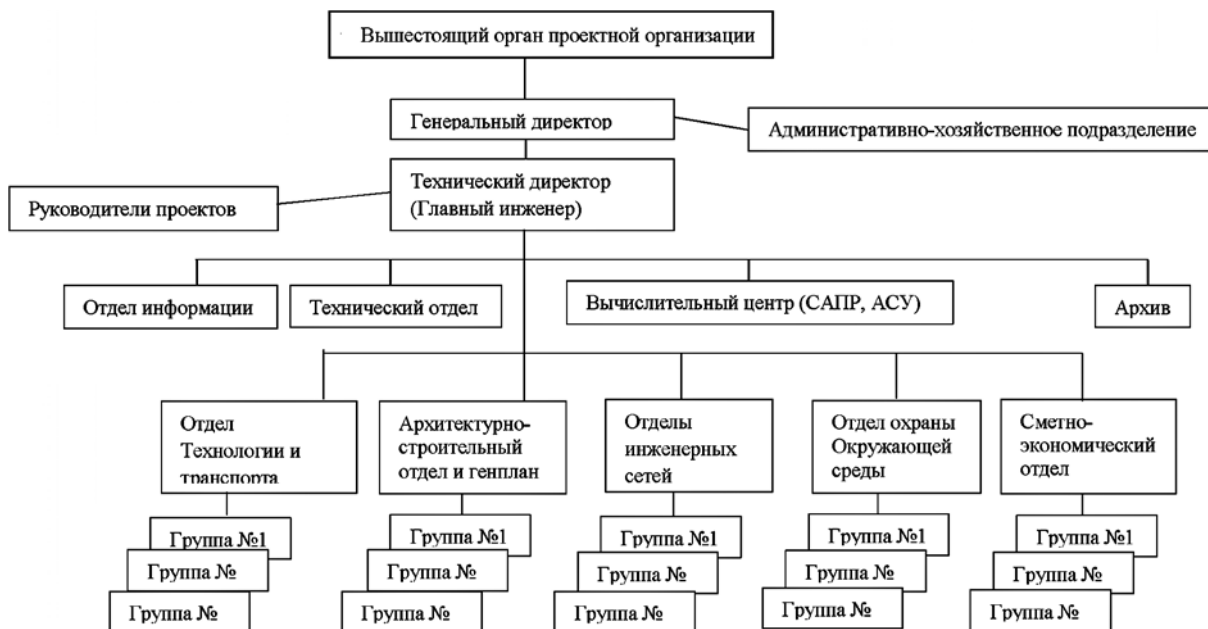 Вышестоящий орган проектной организации
Генеральный директор
Административно-хозяйственное подразделение
Технический директор
(Главный инженер)
Руководители проектов
Отдел информации
Технический отдел
Вычислительный центр (САПР, АСУ)
Архив
Отдел
Технологии и
транспорта
Архитектурно-
строительный
отдел и генплан
Отделы
инженерных
сетей
Отдел охраны
Окружающей
среды
Сметно-
экономический
отдел
Группа №1
Группа №
Группа №
Группа №1
Группа №
Группа №
Группа №1
Группа №
Группа №
Группа №1
Группа №
Группа №
Группа №1
Группа №
Группа №